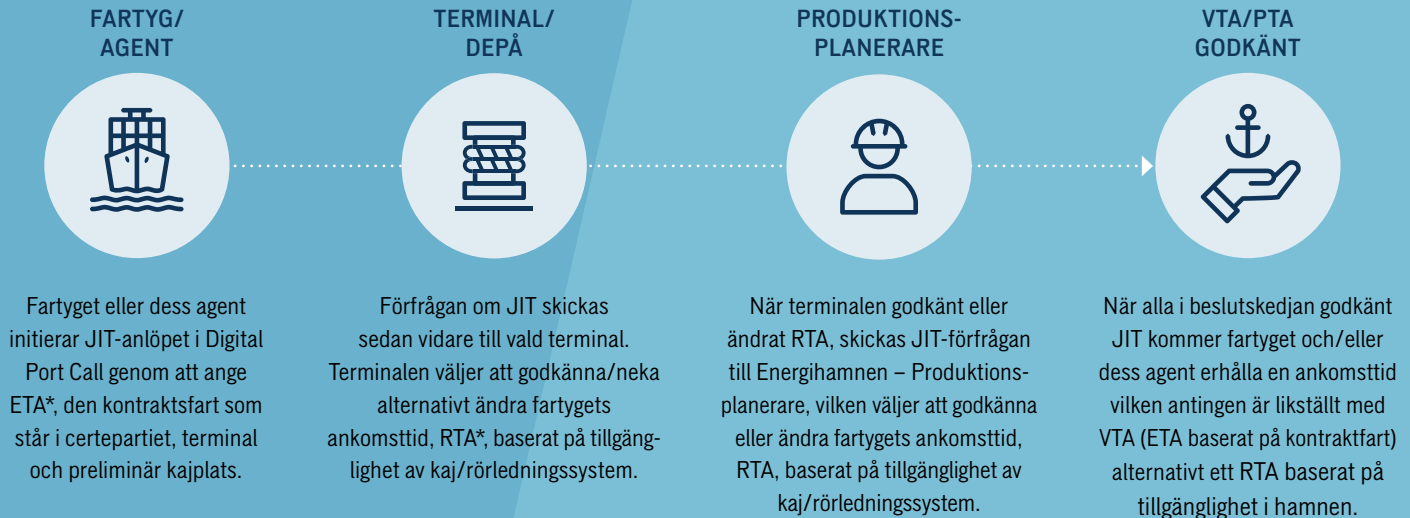 FARTYG/
AGENT
Fartyget eller dess agent
initierar JIT-anlöpet i Digital
Port Call genom att ange
ETA*, den kontraktsfart som
står i certepartiet, terminal
och preliminär kajplats.
TERMINAL/
DEPÅ
Förfrågan om JIT skickas
sedan vidare till vald terminal.
Terminalen väljer att godkänna/neka
alternativt ändra fartygets
ankomsttid, RTA*, baserat på tillgäng-
lighet av kaj/rörledningssystem.
PRODUKTIONS-
PLANERARE
När terminalen godkänt eller
ändrat RTA, skickas JIT-förfrågan
till Energihamnen – Produktions-
planerare, vilken väljer att godkänna
eller ändra fartygets ankomsttid,
RTA, baserat på tillgänglighet av
kaj/rörledningssystem.
VTA/PTA
GODKÄNT
När alla i beslutskedjan godkänt
JIT kommer fartyget och/eller
dess agent erhålla en ankomsttid
vilken antingen är likställt med
VTA (ETA baserat på kontraktfart)
alternativt ett RTA baserat på
tillgänglighet i hamnen.